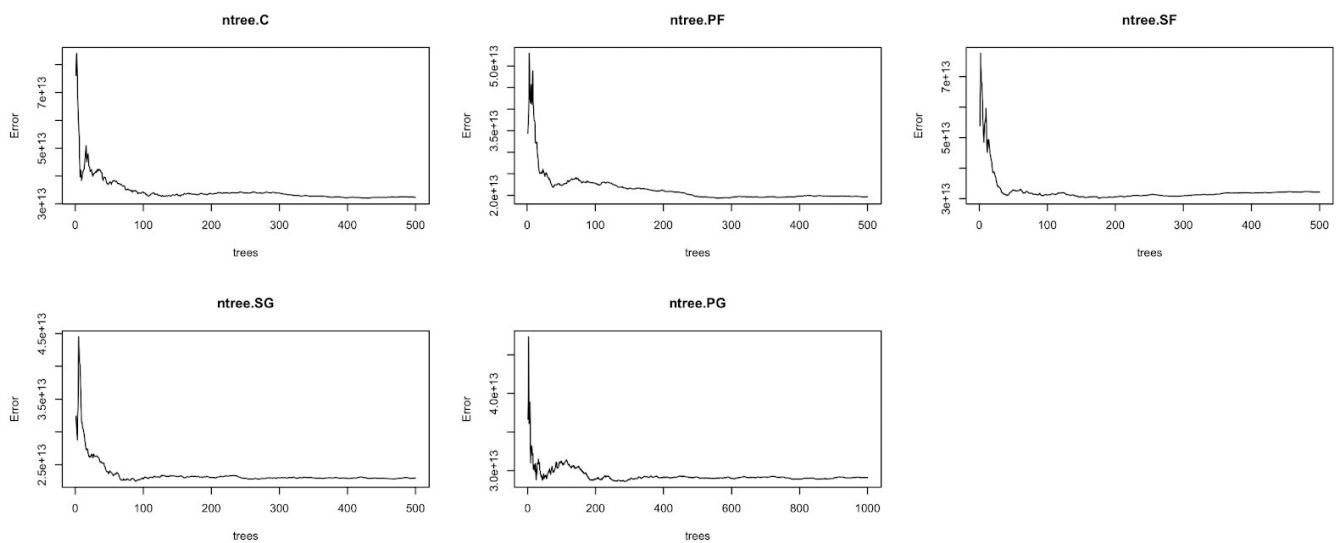 ntree.C
Error
7e+13
5e+13
3e+13
0 100 200 300 400 500
trees
ntree.PF
Error
5.0e+13
3.5e+13
2.0e+13
0 100 200 300 400 500
trees
ntree.SF
Error
7e+13
5e+13
3e+13
0 100 200 300 400 500
trees
ntree.SG
Error
4.5e+13
3.5e+13
2.5e+13
0 100 200 300 400 500
trees
ntree.PG
Error
4.0e+13
3.0e+13
0 200 400 600 800 1000
trees